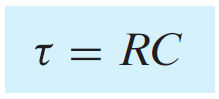 τ = RC